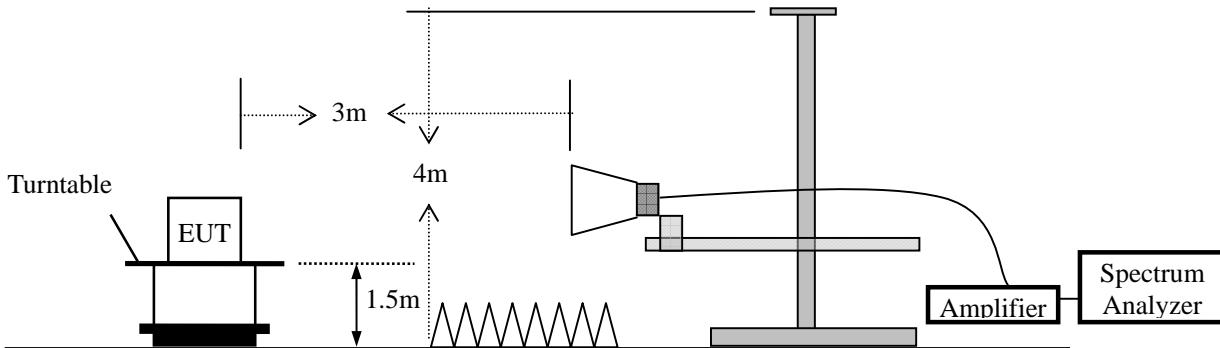 3m
4m
Turntable
EUT
1.5m
Amplifier
Spectrum
Analyzer